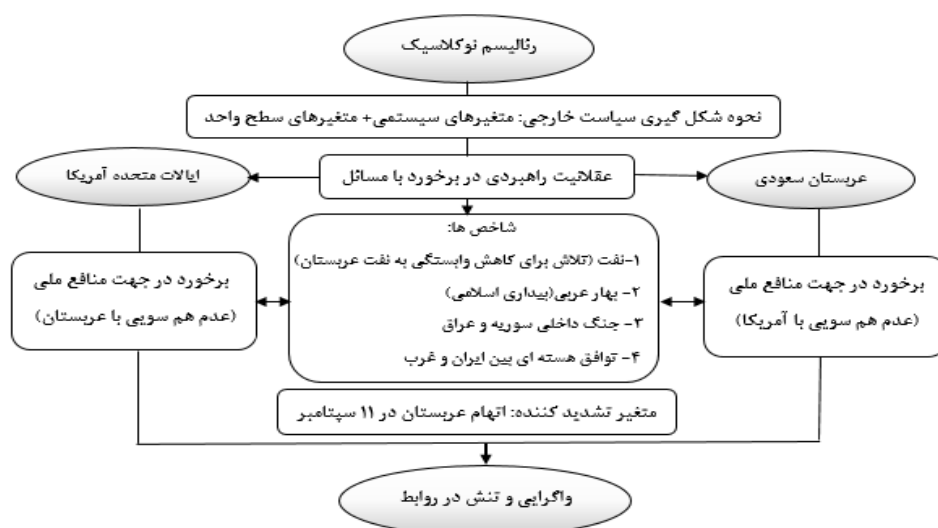 رئالیسم نوکلاسیک
نحوه شکل گیری سیاست خارجی: متغیرهای سیستمی+ متغیرهای سطح واحد
عربستان سعودی
عقلانیت راهبردی در برخورد با مسائل
ایالات متحده آمریکا
برخورد در جهت منافع ملی
(عدم هم سویی با آمریکا)
شاخص ها:
۱-نفت (تلاش برای کاهش وابستگی به نفت عربستان)
۲- بهار عربی(بیداری اسلامی)
۳- جنگ داخلی سوریه و عراق
۴- توافق هسته ای بین ایران و غرب
برخورد در جهت منافع ملی
(عدم هم سویی با عربستان)
متغیر تشدید کننده: اتهام عربستان در ۱۱ سپتامبر
واگرایی و تنش در روابط